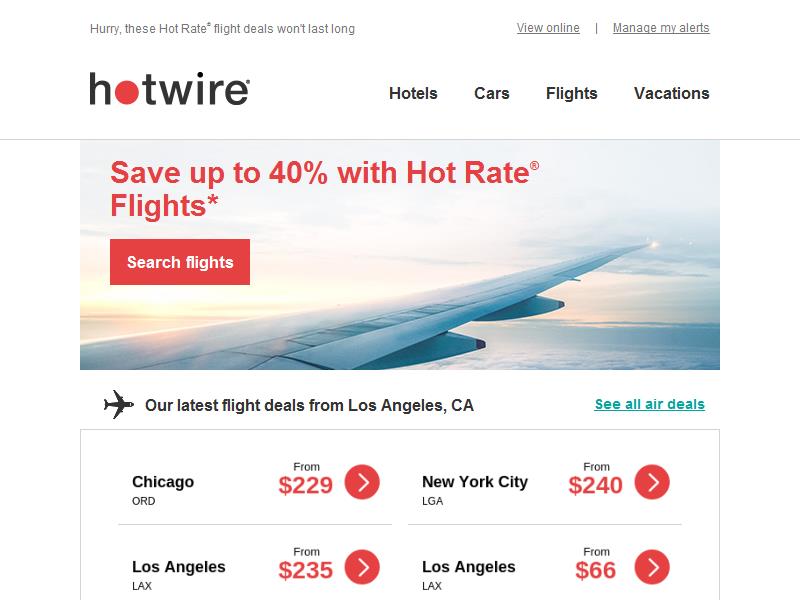 Hurry, these Hot Rate® flight deals won't last long
View online | Manage my alerts
hotwire®
Hotels Cars Flights Vacations
Save up to 40% with Hot Rate®
Flights*
Search flights
Our latest flight deals from Los Angeles, CA
See all air deals
Chicago
ORD
From
$229
New York City
LGA
From
$240
Los Angeles
LAX
From
$235
Los Angeles
LAX
From
$66